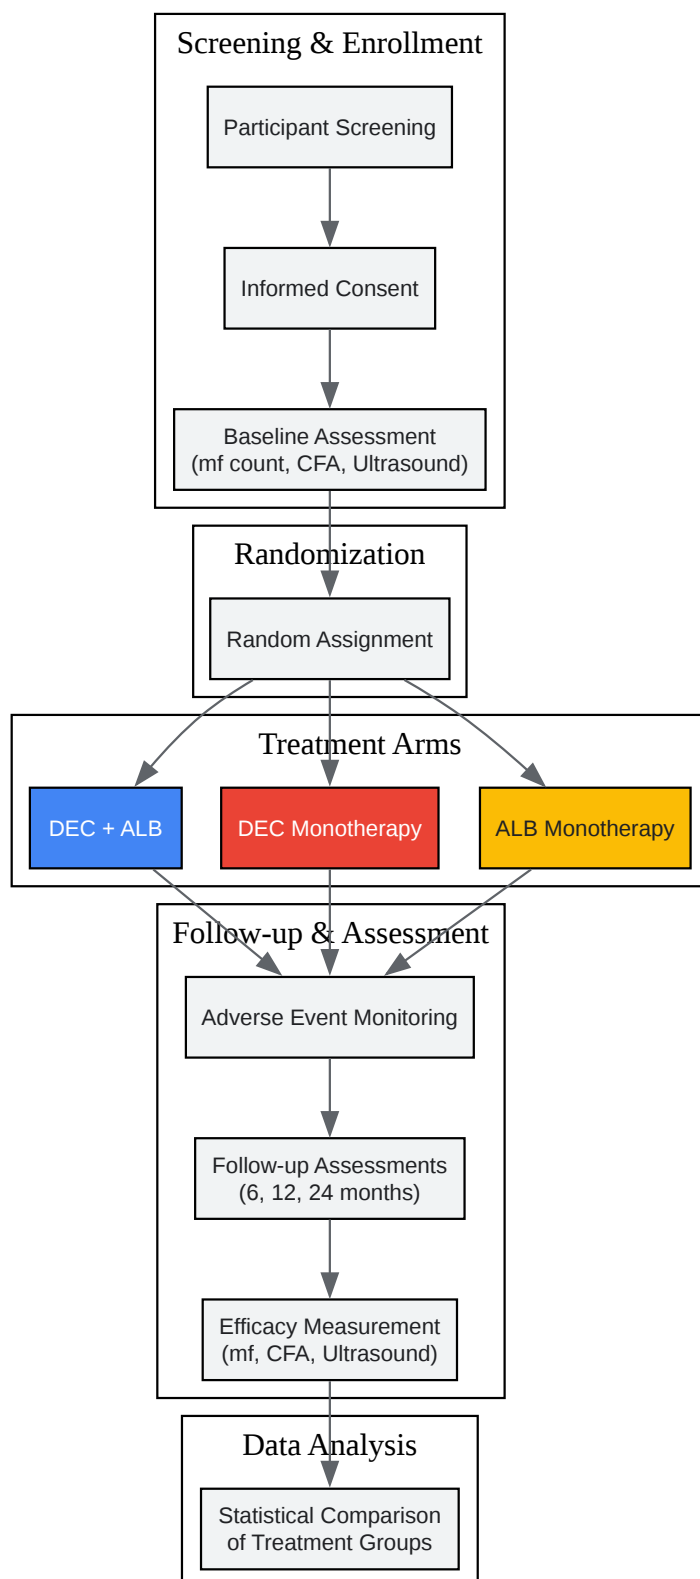 Screening & Enrollment
Participant Screening
Informed Consent
Baseline Assessment
(mf count, CFA, Ultrasound)
Randomization
Random Assignment
Treatment Arms
DEC + ALB
DEC Monotherapy
ALB Monotherapy
Follow-up & Assessment
Adverse Event Monitoring
Follow-up Assessments
(6, 12, 24 months)
Efficacy Measurement
(mf, CFA, Ultrasound)
Data Analysis
Statistical Comparison
of Treatment Groups